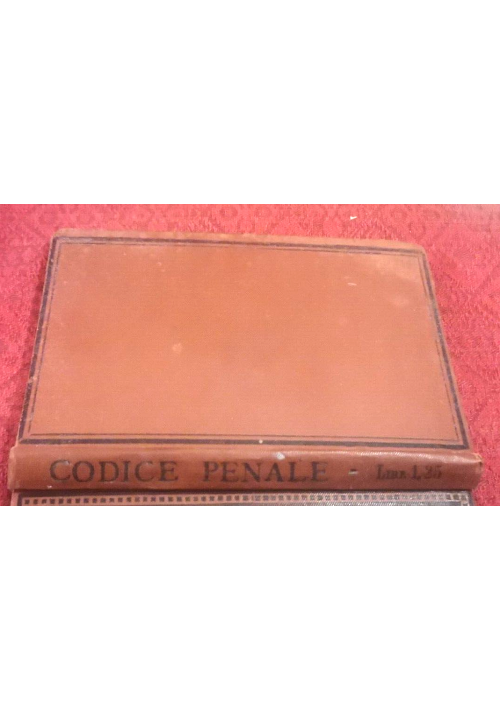 CODICE PENALE - LIRE 1,25